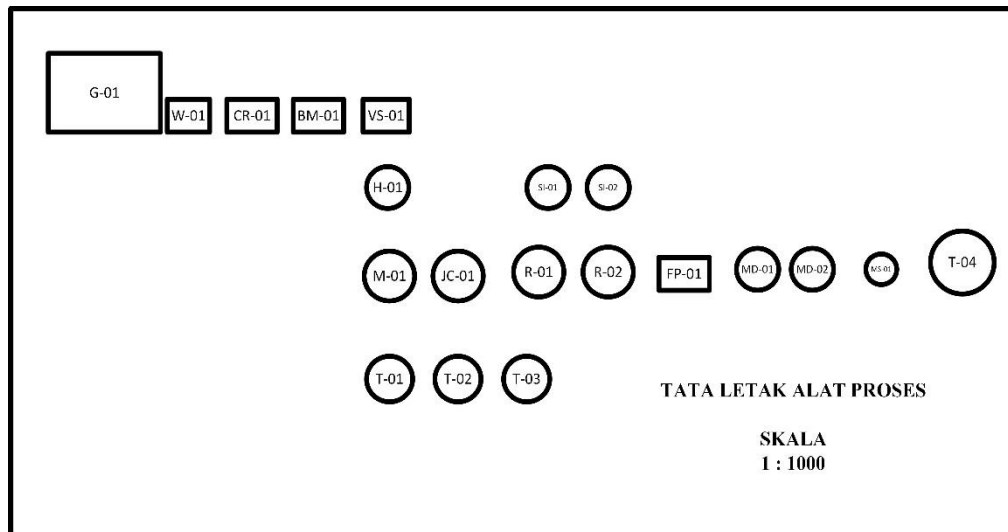 G-01
W-01
CR-01
BM-01
VS-01
H-01
SI-01
SI-02
M-01
JC-01
R-01
R-02
FP-01
MD-01
MD-02
MS-01
T-04
T-01
T-02
T-03
TATA LETAK ALAT PROSES
SKALA
1 : 1000